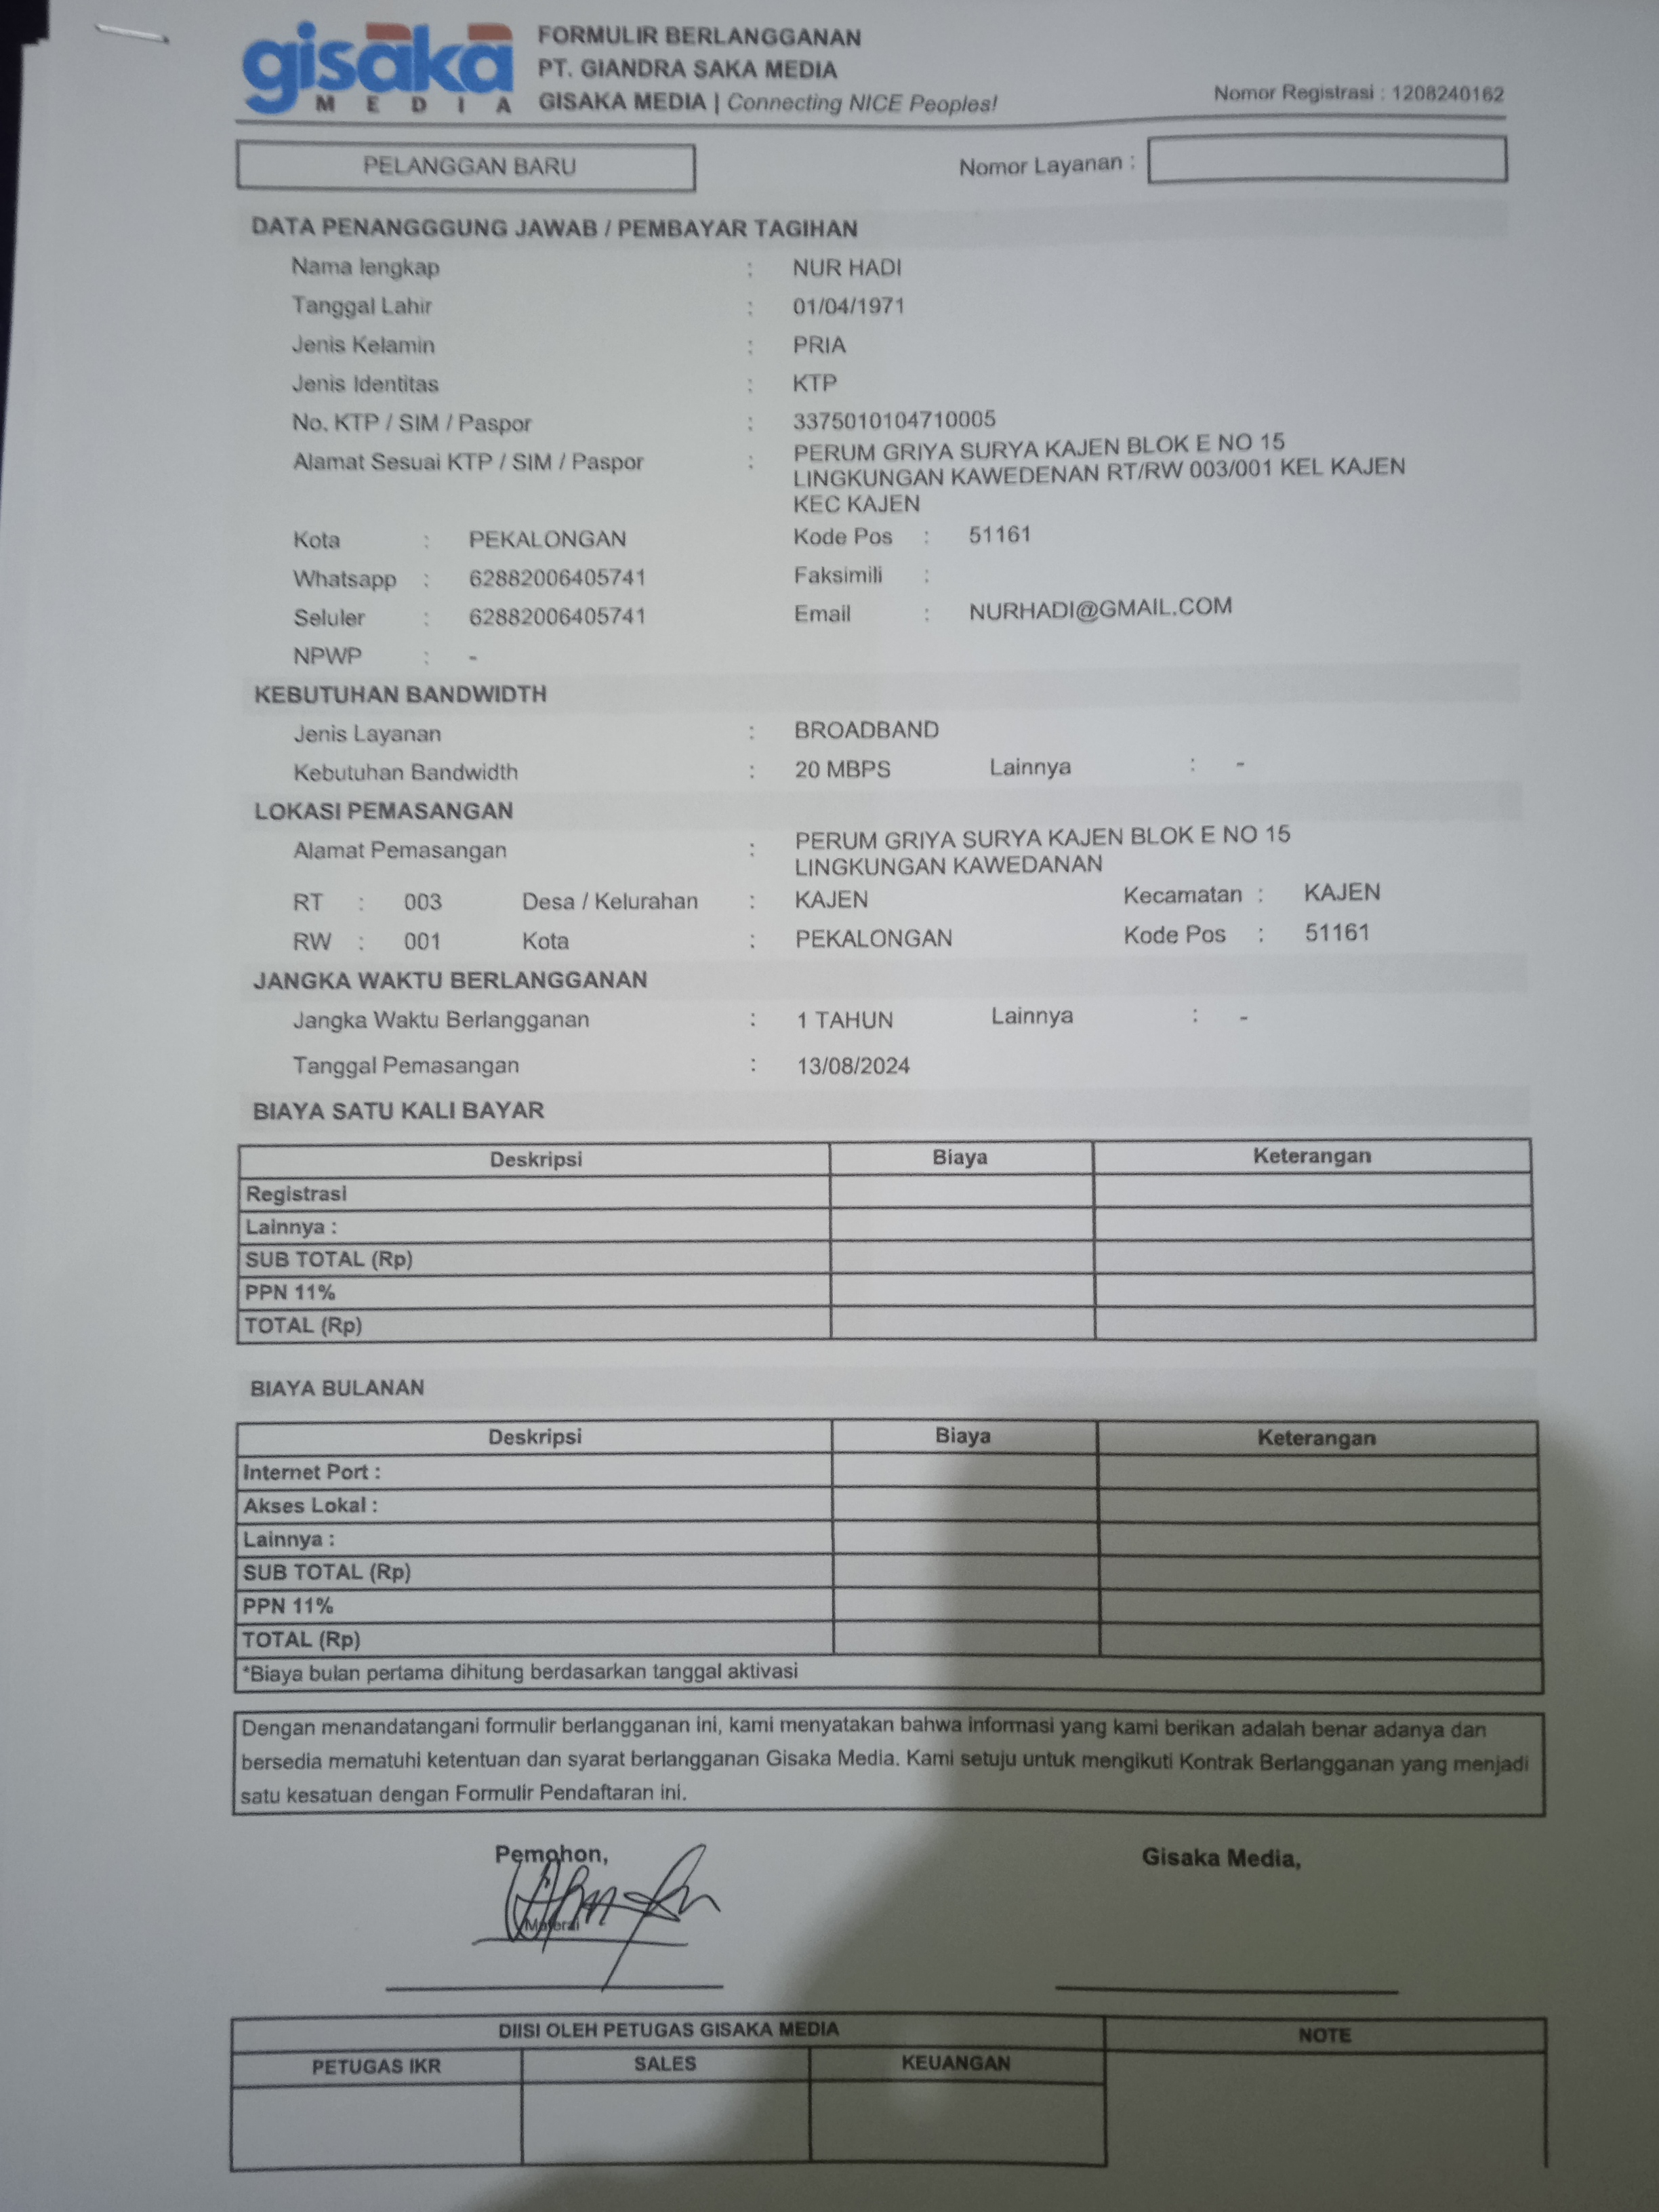 gisaka MEDIA
FORMULIR BERLANGGANAN
PT. GIANDRA SAKA MEDIA
GISAKA MEDIA | Connecting NICE Peoples!
Nomor Registrasi : 1208240162
PELANGGAN BARU
Nomor Layanan :
DATA PENANGGGUNG JAWAB / PEMBAYAR TAGIHAN
Nama lengkap : NUR HADI
Tanggal Lahir : 01/04/1971
Jenis Kelamin : PRIA
Jenis Identitas : KTP
No. KTP / SIM / Paspor : 3375010104710005
Alamat Sesuai KTP / SIM / Paspor : PERUM GRIYA SURYA KAJEN BLOK E NO 15
LINGKUNGAN KAWEDENAN RT/RW 003/001 KEL KAJEN
KEC KAJEN
Kota : PEKALONGAN Kode Pos : 51161
Whatsapp : 62882006405741 Faksimili :
Seluler : 62882006405741 Email : NURHADI@GMAIL.COM
NPWP : -
KEBUTUHAN BANDWIDTH
Jenis Layanan : BROADBAND
Kebutuhan Bandwidth : 20 MBPS Lainnya : -
LOKASI PEMASANGAN
Alamat Pemasangan : PERUM GRIYA SURYA KAJEN BLOK E NO 15
LINGKUNGAN KAWEDANAN
RT : 003 Desa / Kelurahan : KAJEN Kecamatan : KAJEN
RW : 001 Kota : PEKALONGAN Kode Pos : 51161
JANGKA WAKTU BERLANGGANAN
Jangka Waktu Berlangganan : 1 TAHUN Lainnya : -
Tanggal Pemasangan : 13/08/2024
BIAYA SATU KALI BAYAR
Deskripsi Biaya Keterangan
Registrasi
Lainnya :
SUB TOTAL (Rp)
PPN 11%
TOTAL (Rp)
BIAYA BULANAN
Deskripsi Biaya Keterangan
Internet Port :
Akses Lokal :
Lainnya :
SUB TOTAL (Rp)
PPN 11%
TOTAL (Rp)
*Biaya bulan pertama dihitung berdasarkan tanggal aktivasi
Dengan menandatangani formulir berlangganan ini, kami menyatakan bahwa informasi yang kami berikan adalah benar adanya dan
bersedia mematuhi ketentuan dan syarat berlangganan Gisaka Media. Kami setuju untuk mengikuti Kontrak Berlangganan yang menjadi
satu kesatuan dengan Formulir Pendaftaran ini.
Pemohon, Gisaka Media,
Materai
DIISI OLEH PETUGAS GISAKA MEDIA NOTE
PETUGAS IKR SALES KEUANGAN